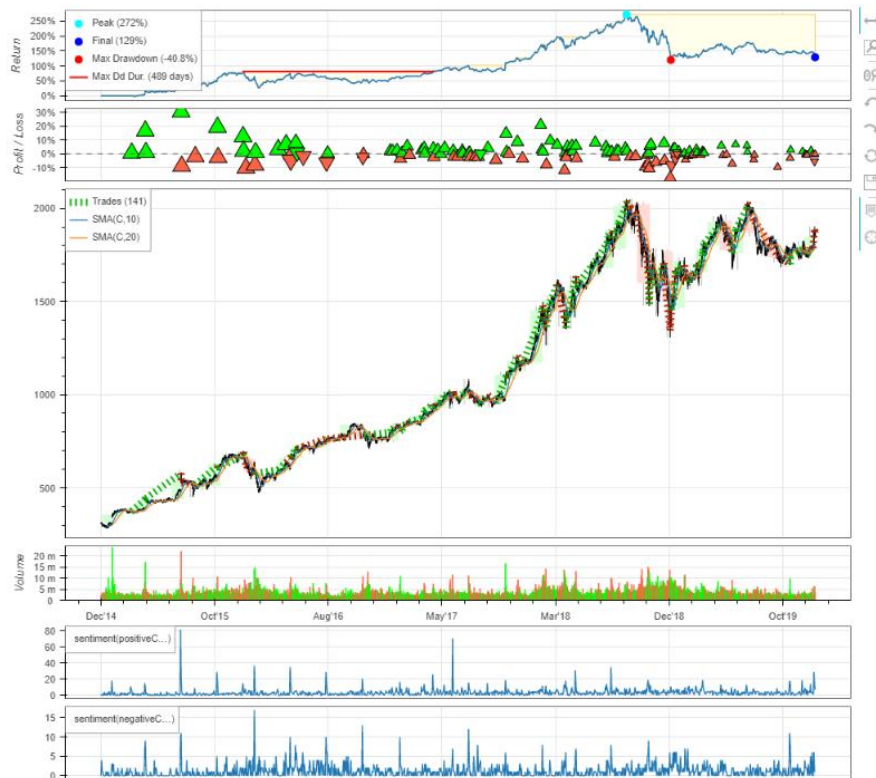 Return
250%
200%
150%
100%
50%
0%
Peak (272%)
Final (129%)
Max Drawdown (-40.8%)
Max Dd Dur. (489 days)
Profit / Loss
30%
20%
10%
0%
-10%
Trades (141)
SMA(C,10)
SMA(C,20)
2000
1500
1000
500
Volume
20 m
15 m
10 m
5 m
0
Dec'14
Oct'15
Aug'16
May'17
Mar'18
Dec'18
Oct'19
sentiment(positiveC...)
80
60
40
20
0
sentiment(negativeC...)
15
10
5
0